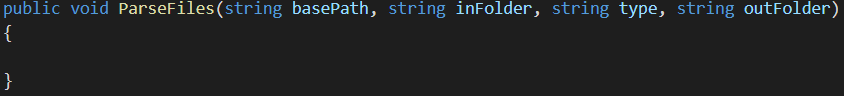 public void ParseFiles(string basePath, string inFolder, string type, string outFolder)
{
}